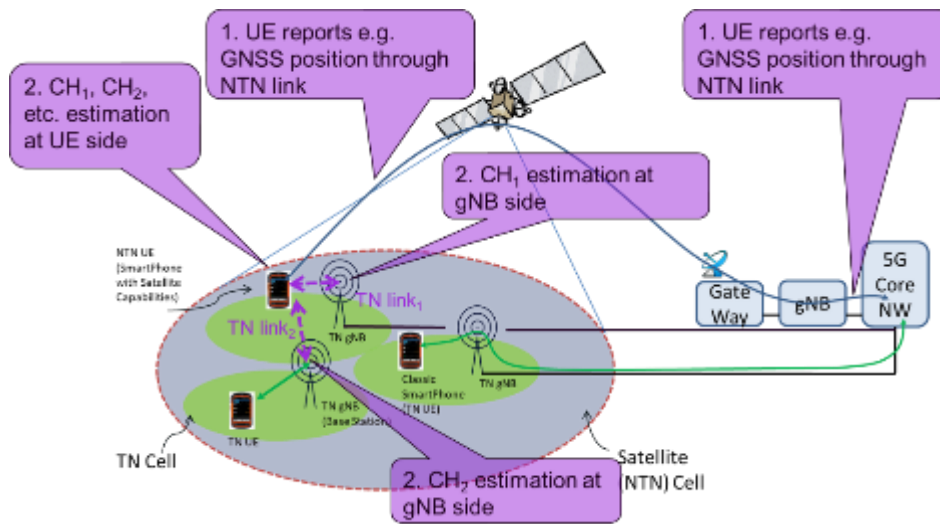 1. UE reports e.g.
GNSS position through
NTN link
1. UE reports e.g.
GNSS position through
NTN link
2. CH₁, CH₂,
etc. estimation
at UE side
2. CH₁ estimation at
gNB side
NTN UE
(SmartPhone
with Satellite
Capabilities)
TN link₁
TN link₂
TN gNB
Gate
Way
gNB
5G
Core
NW
Classic
SmartPhone
(TN UE)
TN gNB
TN gNB
(Base Station)
TN UE
TN Cell
Satellite
(NTN) Cell
2. CH₂ estimation at
gNB side